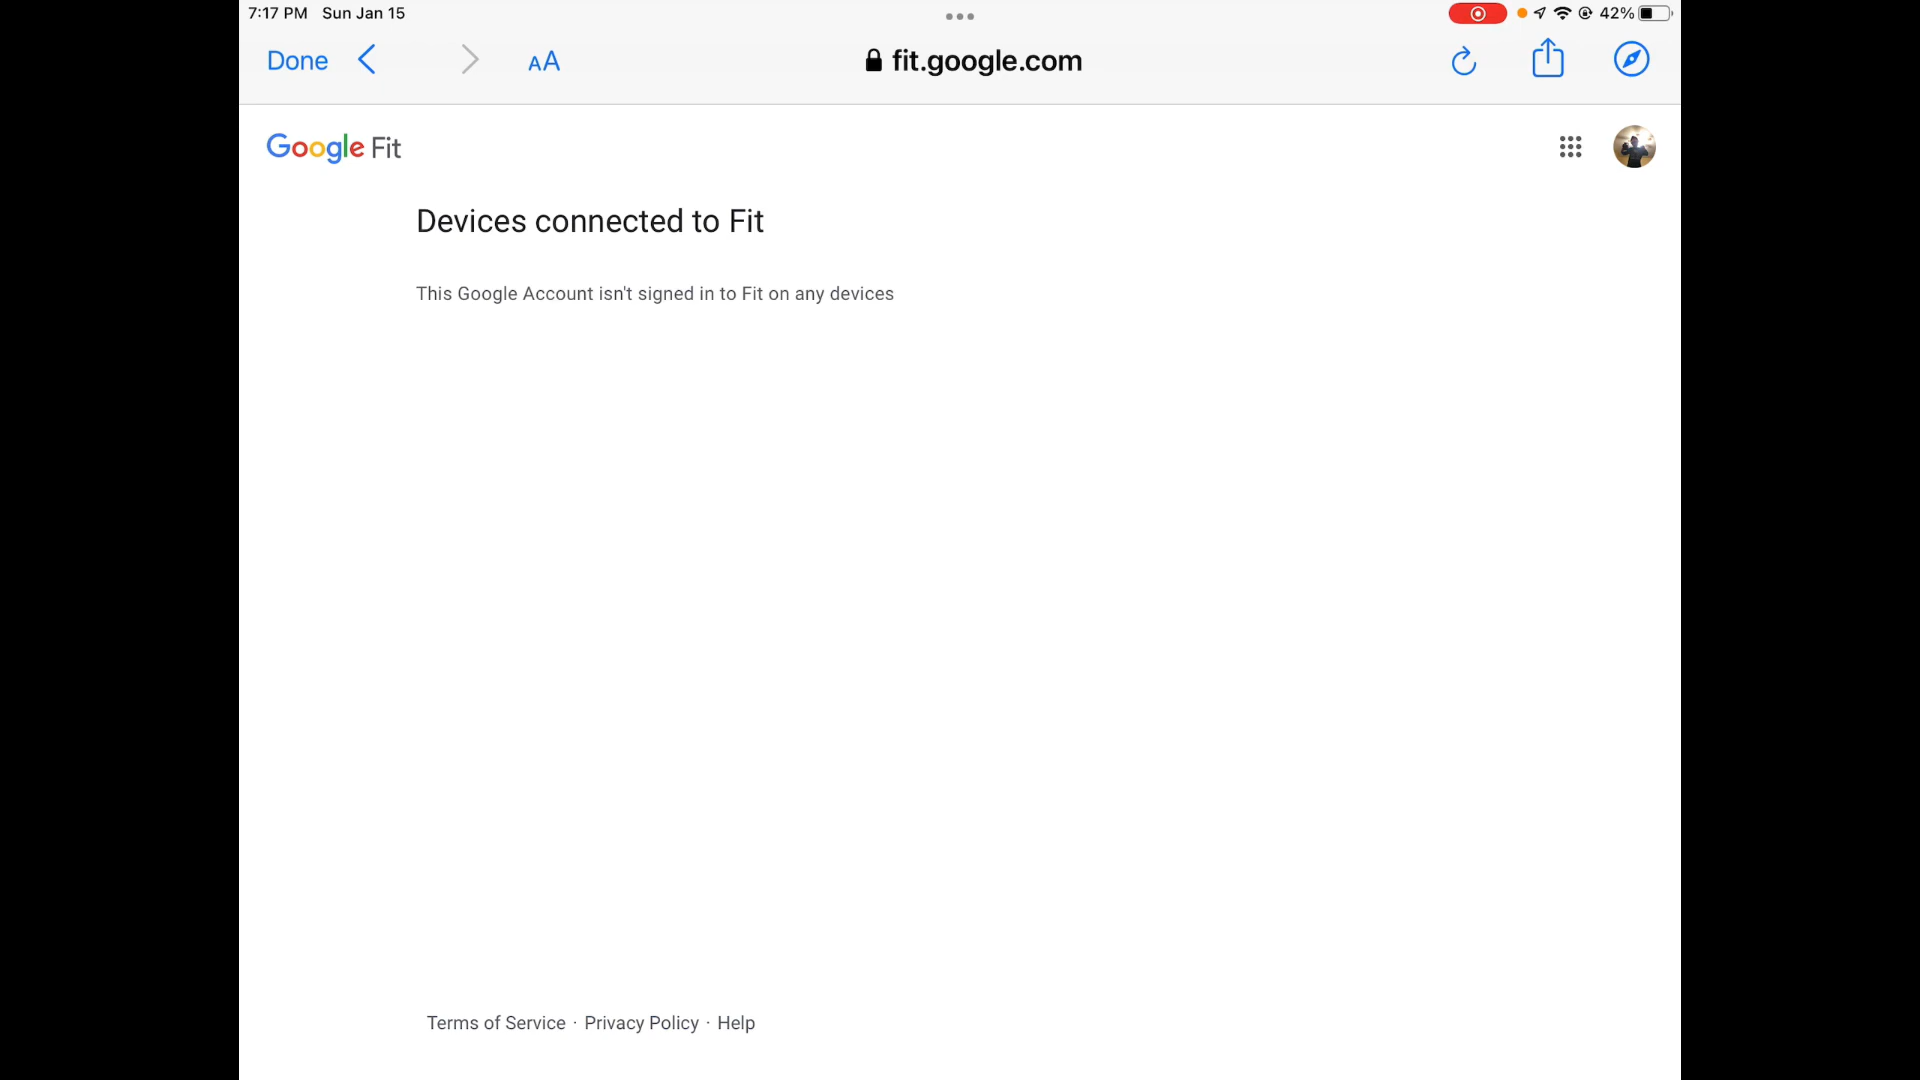 7:17 PM Sun Jan 15
42%
Done
AA
fit.google.com
Google Fit
Devices connected to Fit
This Google Account isn't signed in to Fit on any devices
Terms of Service · Privacy Policy · Help